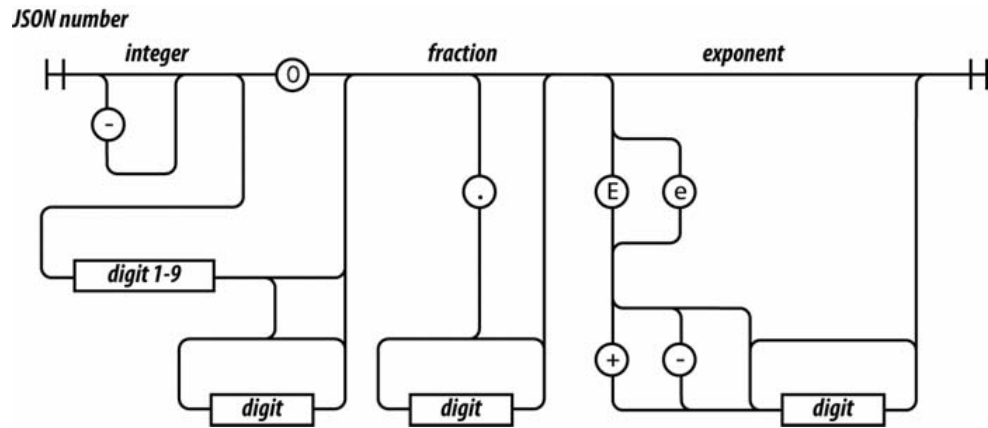 JSON number
integer fraction exponent
0
-
. E e
digit 1-9
+ -
digit digit digit